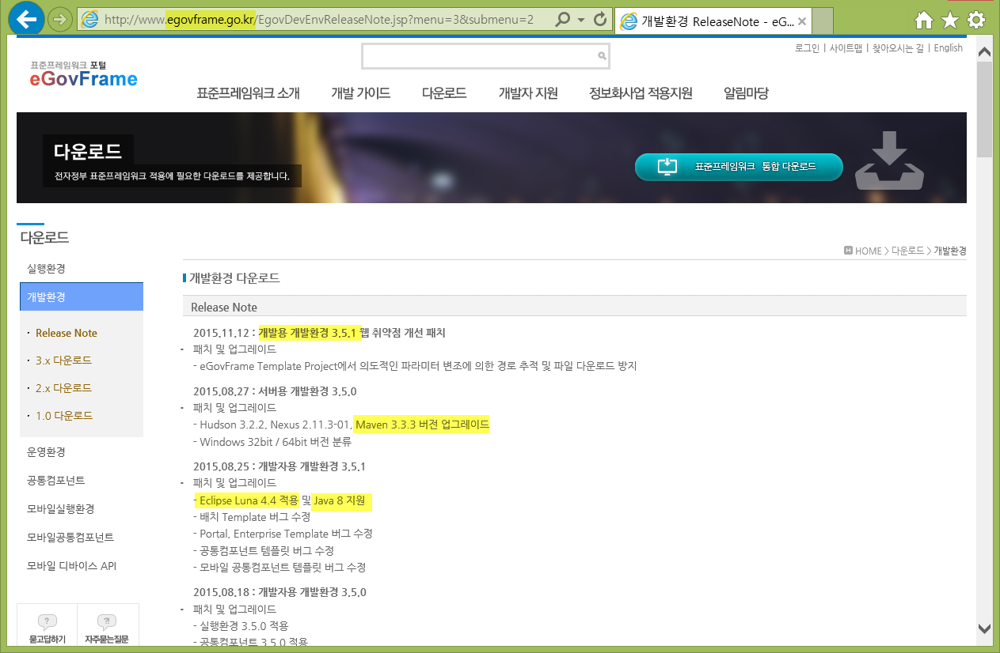 http://www.egovframe.go.kr/EgovDevEnvReleaseNote.jsp?menu=3&submenu=2
개발환경 ReleaseNote - eG...
로그인 | 사이트맵 | 찾아오시는 길 | English
표준프레임워크 포털
eGovFrame
표준프레임워크 소개 개발 가이드 다운로드 개발자 지원 정보화사업 적용지원 알림마당
다운로드
전자정부 표준프레임워크 적용에 필요한 다운로드를 제공합니다.
표준프레임워크 통합 다운로드
다운로드
실행환경
개발환경
· Release Note
· 3.x 다운로드
· 2.x 다운로드
· 1.0 다운로드
운영환경
공통컴포넌트
모바일실행환경
모바일공통컴포넌트
모바일 디바이스 API
묻고답하기 자주묻는질문
H HOME > 다운로드 > 개발환경
개발환경 다운로드
Release Note
2015.11.12 : 개발용 개발환경 3.5.1 웹 취약점 개선 패치
- 패치 및 업그레이드
- eGovFrame Template Project에서 의도적인 파라미터 변조에 의한 경로 추적 및 파일 다운로드 방지
2015.08.27 : 서버용 개발환경 3.5.0
- 패치 및 업그레이드
- Hudson 3.2.2, Nexus 2.11.3-01, Maven 3.3.3 버젼 업그레이드
- Windows 32bit / 64bit 버전 분류
2015.08.25 : 개발자용 개발환경 3.5.1
- 패치 및 업그레이드
- Eclipse Luna 4.4 적용 및 Java 8 지원
- 배치 Template 버그 수정
- Portal, Enterprise Template 버그 수정
- 공통컴포넌트 템플릿 버그 수정
- 모바일 공통컴포넌트 템플릿 버그 수정
2015.08.18 : 개발자용 개발환경 3.5.0
- 패치 및 업그레이드
- 실행환경 3.5.0 적용
- 공통컴포넌트 3.5.0 적용